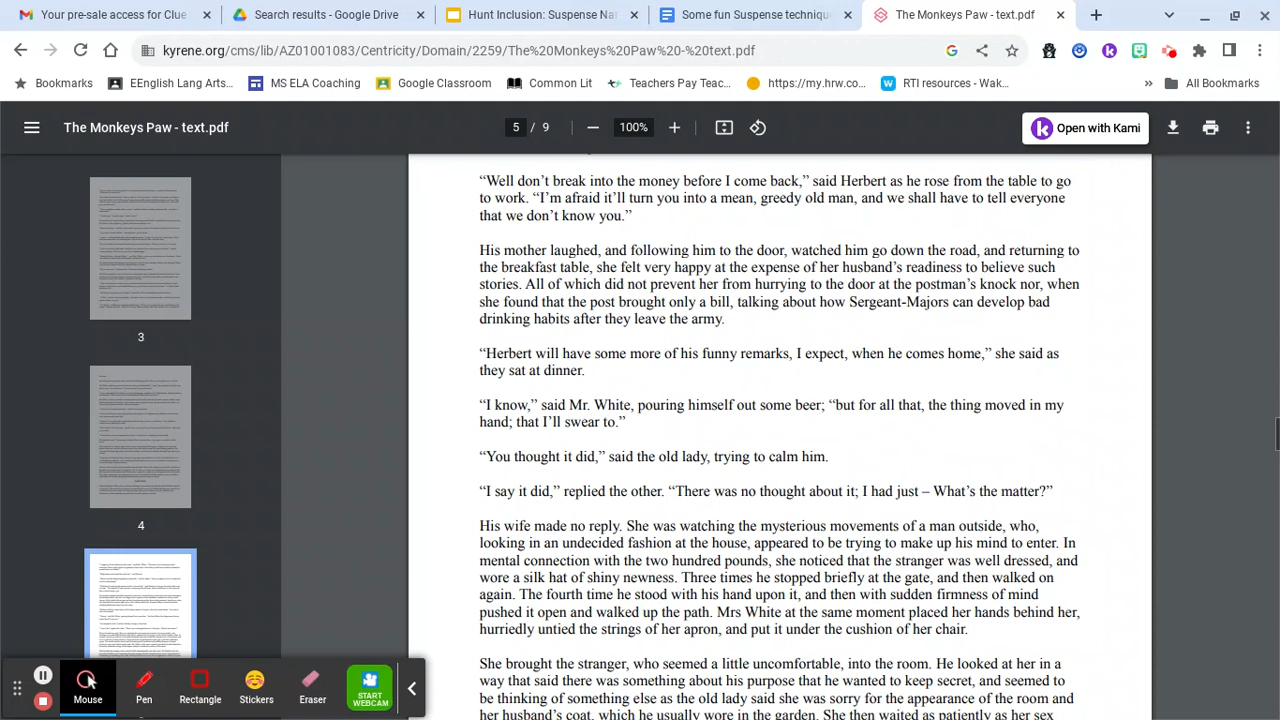 Your pre-sale access for Clue
Search results - Google Driv
Hunt Inclusion: Suspense Na
Some fun Suspense technique
The Monkeys Paw - text.pdf
kyrene.org/cms/lib/AZ01001083/Centricity/Domain/2259/The%20Monkeys%20Paw%20-%20text.pdf
Bookmarks
EEnglish Lang Arts...
MS ELA Coaching
Google Classroom
Common Lit
Teachers Pay Teac...
https://my.hrw.co...
RTI resources - Wak...
»
All Bookmarks
The Monkeys Paw - text.pdf
/ 9
100%
Open with Kami
3
4
“Well don’t break into the money before I come back,” said Herbert as he rose from the table to go
to work. “I’m afraid it’ll turn you into a mean, greedy old man, and we shall have to tell everyone
that we don’t know you.”
His mother laughed, and following him to the door, watched him go down the road, and returning to
the breakfast table, she felt very happy at the expense of her husband’s readiness to believe such
stories. All of which did not prevent her from hurrying to the door at the postman’s knock nor, when
she found that the post brought only a bill, talking about how Sergeant-Majors can develop bad
drinking habits after they leave the army.
“Herbert will have some more of his funny remarks, I expect, when he comes home,” she said as
they sat at dinner.
“I know,” said Mr. White, pouring himself out some beer; “but for all that, the thing moved in my
hand; that I’ll swear to.”
“You thought it did,” said the old lady, trying to calm him.
“I say it did,” replied the other. “There was no thought about it; I had just – What’s the matter?”
His wife made no reply. She was watching the mysterious movements of a man outside, who,
looking in an undecided fashion at the house, appeared to be trying to make up his mind to enter. In
mental connexion with the two hundred pounds, she noticed that the stranger was well dressed, and
wore a silk hat of shiny newness. Three times he stopped briefly at the gate, and then walked on
again. The fourth time he stood with his hand upon it, and then with sudden firmness of mind
pushed it open and walked up the path. Mrs White at the same moment placed her hands behind her,
hurriedly undid the strings of her apron, and put it under the cushion of her chair.
She brought the stranger, who seemed a little uncomfortable, into the room. He looked at her in a
way that said that there was something about his purpose that he wanted to keep secret, and seemed to
be thinking of something else as the old lady said she was sorry for the appearance of the room and
She then waited as patiently as her sex
Mouse
Pen
Rectangle
Stickers
Eraser
START
WEBCAM